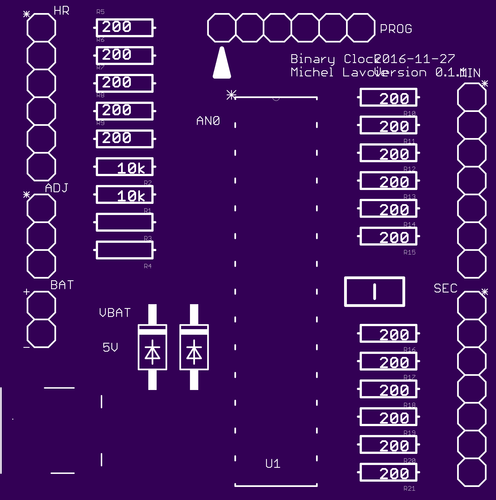 HR
R5
200
R6
200
R7
200
R8
200
R9
200
10k
R2
10k
R1
R3
R4
ADJ
BAT
+
-
VBAT
5V
PROG
Binary Clock 2016-11-27
Michel Lavoie Version 0.1.1
MIN
AN0
200
R10
200
R11
200
R12
200
R13
200
R14
200
R15
SEC
200
R16
200
R17
200
R18
200
R19
200
R20
200
R21
U1